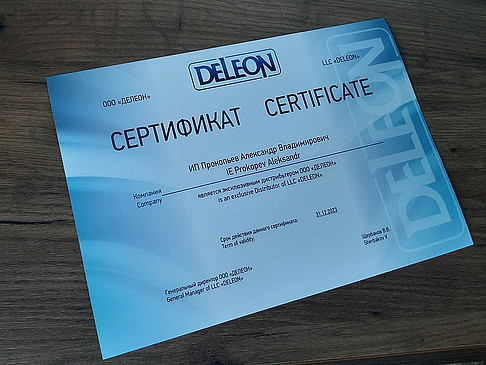 DELEON
ООО «ДЕЛЕОН»
LLC «DELEON»
СЕРТИФИКАТ CERTIFICATE
ИП Прокопьев Александр Владимирович
IE Prokopev Aleksandr
Компания
Company
является эксклюзивным дистрибьютером ООО «ДЕЛЕОН»
is an exclusive Distributor of LLC «DELEON»
Срок действия данного сертификата:
Term of validity:
31.12.2023
Генеральный директор ООО «ДЕЛЕОН»
General Manager of LLC «DELEON»
Щербаков В.В.
Sherbakov V.
DELEON